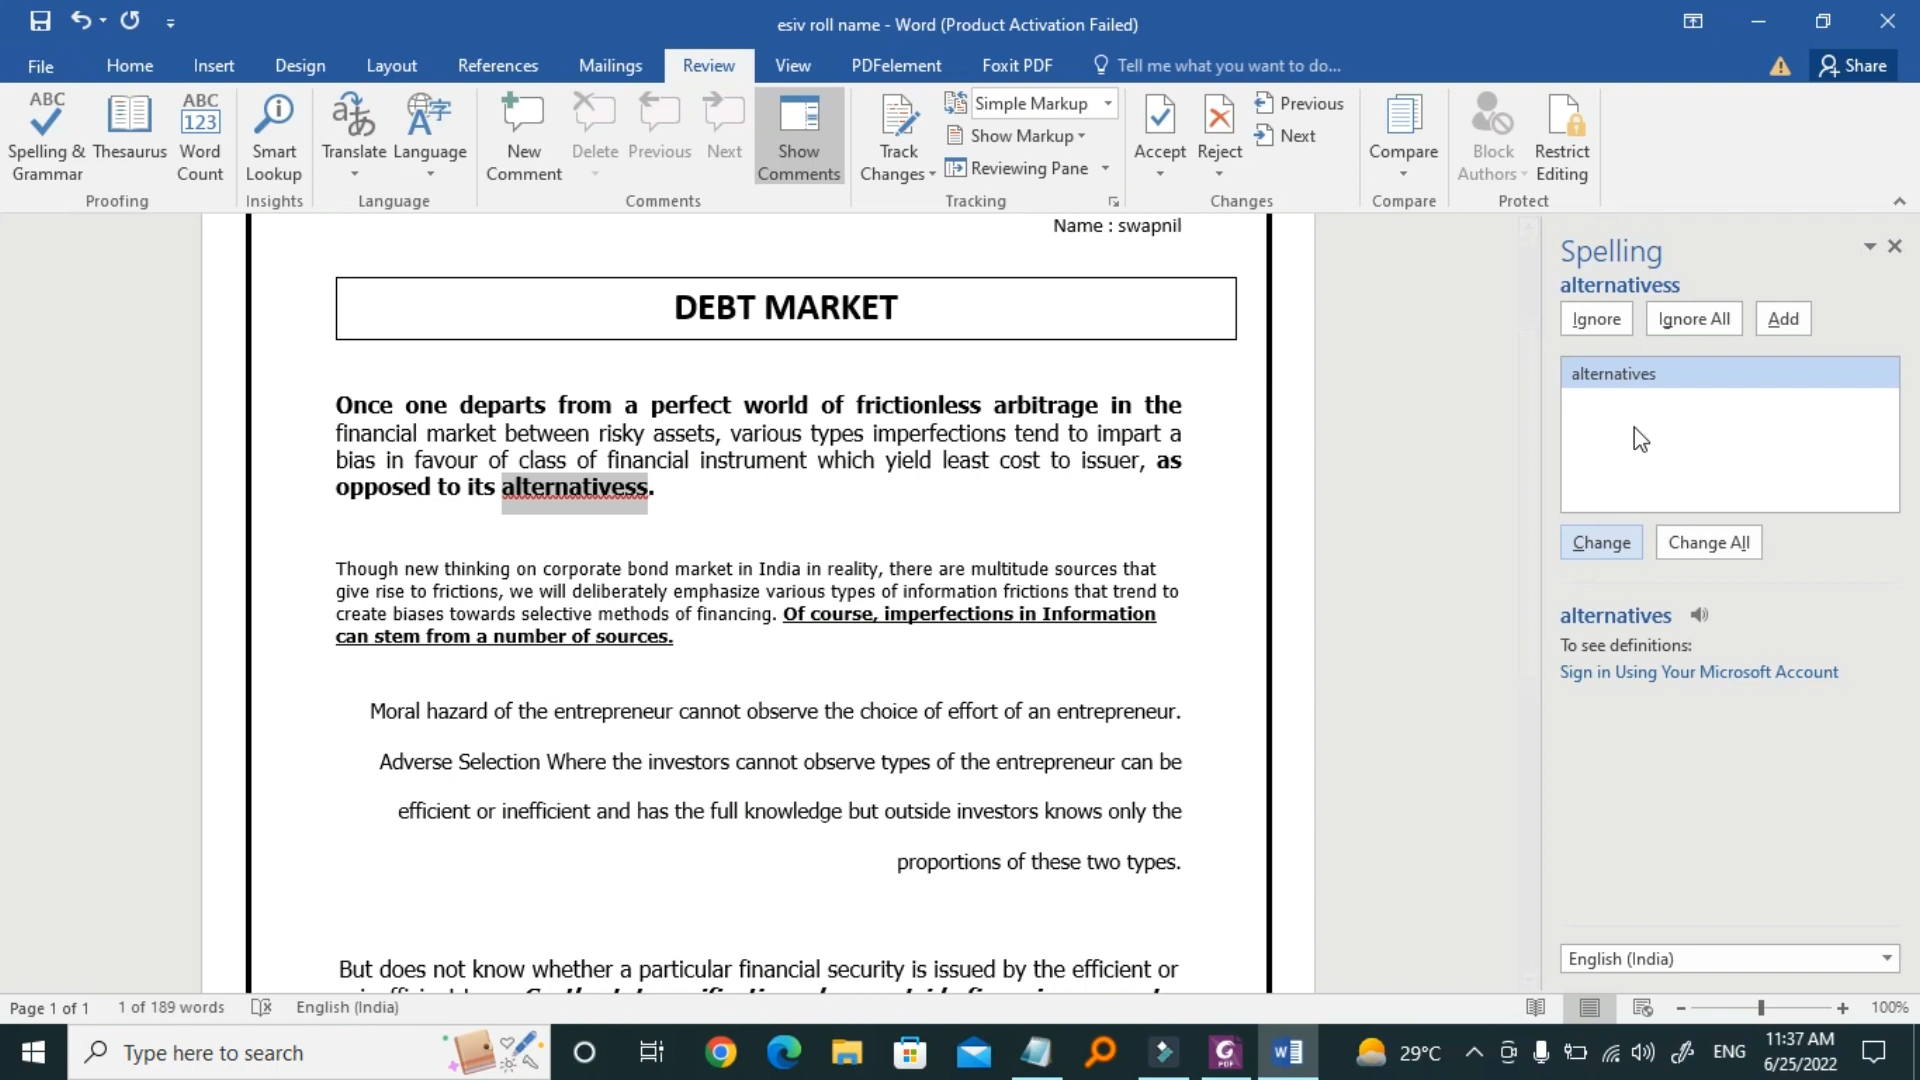 esiv roll name - Word (Product Activation Failed)
File Home Insert Design Layout References Mailings Review View PDFelement Foxit PDF Tell me what you want to do... Share
ABC Spelling & Grammar
Thesaurus
ABC 123 Word Count
Proofing
Smart Lookup
Insights
Translate
Language
Language
New Comment
Delete
Previous
Next
Show Comments
Comments
Track Changes
Simple Markup
Show Markup
Reviewing Pane
Tracking
Accept
Reject
Previous
Next
Changes
Compare
Compare
Block Authors
Restrict Editing
Protect
Name : swapnil
DEBT MARKET
Once one departs from a perfect world of frictionless arbitrage in the
financial market between risky assets, various types imperfections tend to impart a
bias in favour of class of financial instrument which yield least cost to issuer, as
opposed to its alternativess.
Though new thinking on corporate bond market in India in reality, there are multitude sources that
give rise to frictions, we will deliberately emphasize various types of information frictions that trend to
create biases towards selective methods of financing. Of course, imperfections in Information
can stem from a number of sources.
Moral hazard of the entrepreneur cannot observe the choice of effort of an entrepreneur.
Adverse Selection Where the investors cannot observe types of the entrepreneur can be
efficient or inefficient and has the full knowledge but outside investors knows only the
proportions of these two types.
But does not know whether a particular financial security is issued by the efficient or
Spelling
alternativess
Ignore Ignore All Add
alternatives
Change Change All
alternatives
To see definitions:
Sign in Using Your Microsoft Account
English (India)
Page 1 of 1 1 of 189 words English (India) 100%
Type here to search
29°C ENG
11:37 AM
6/25/2022